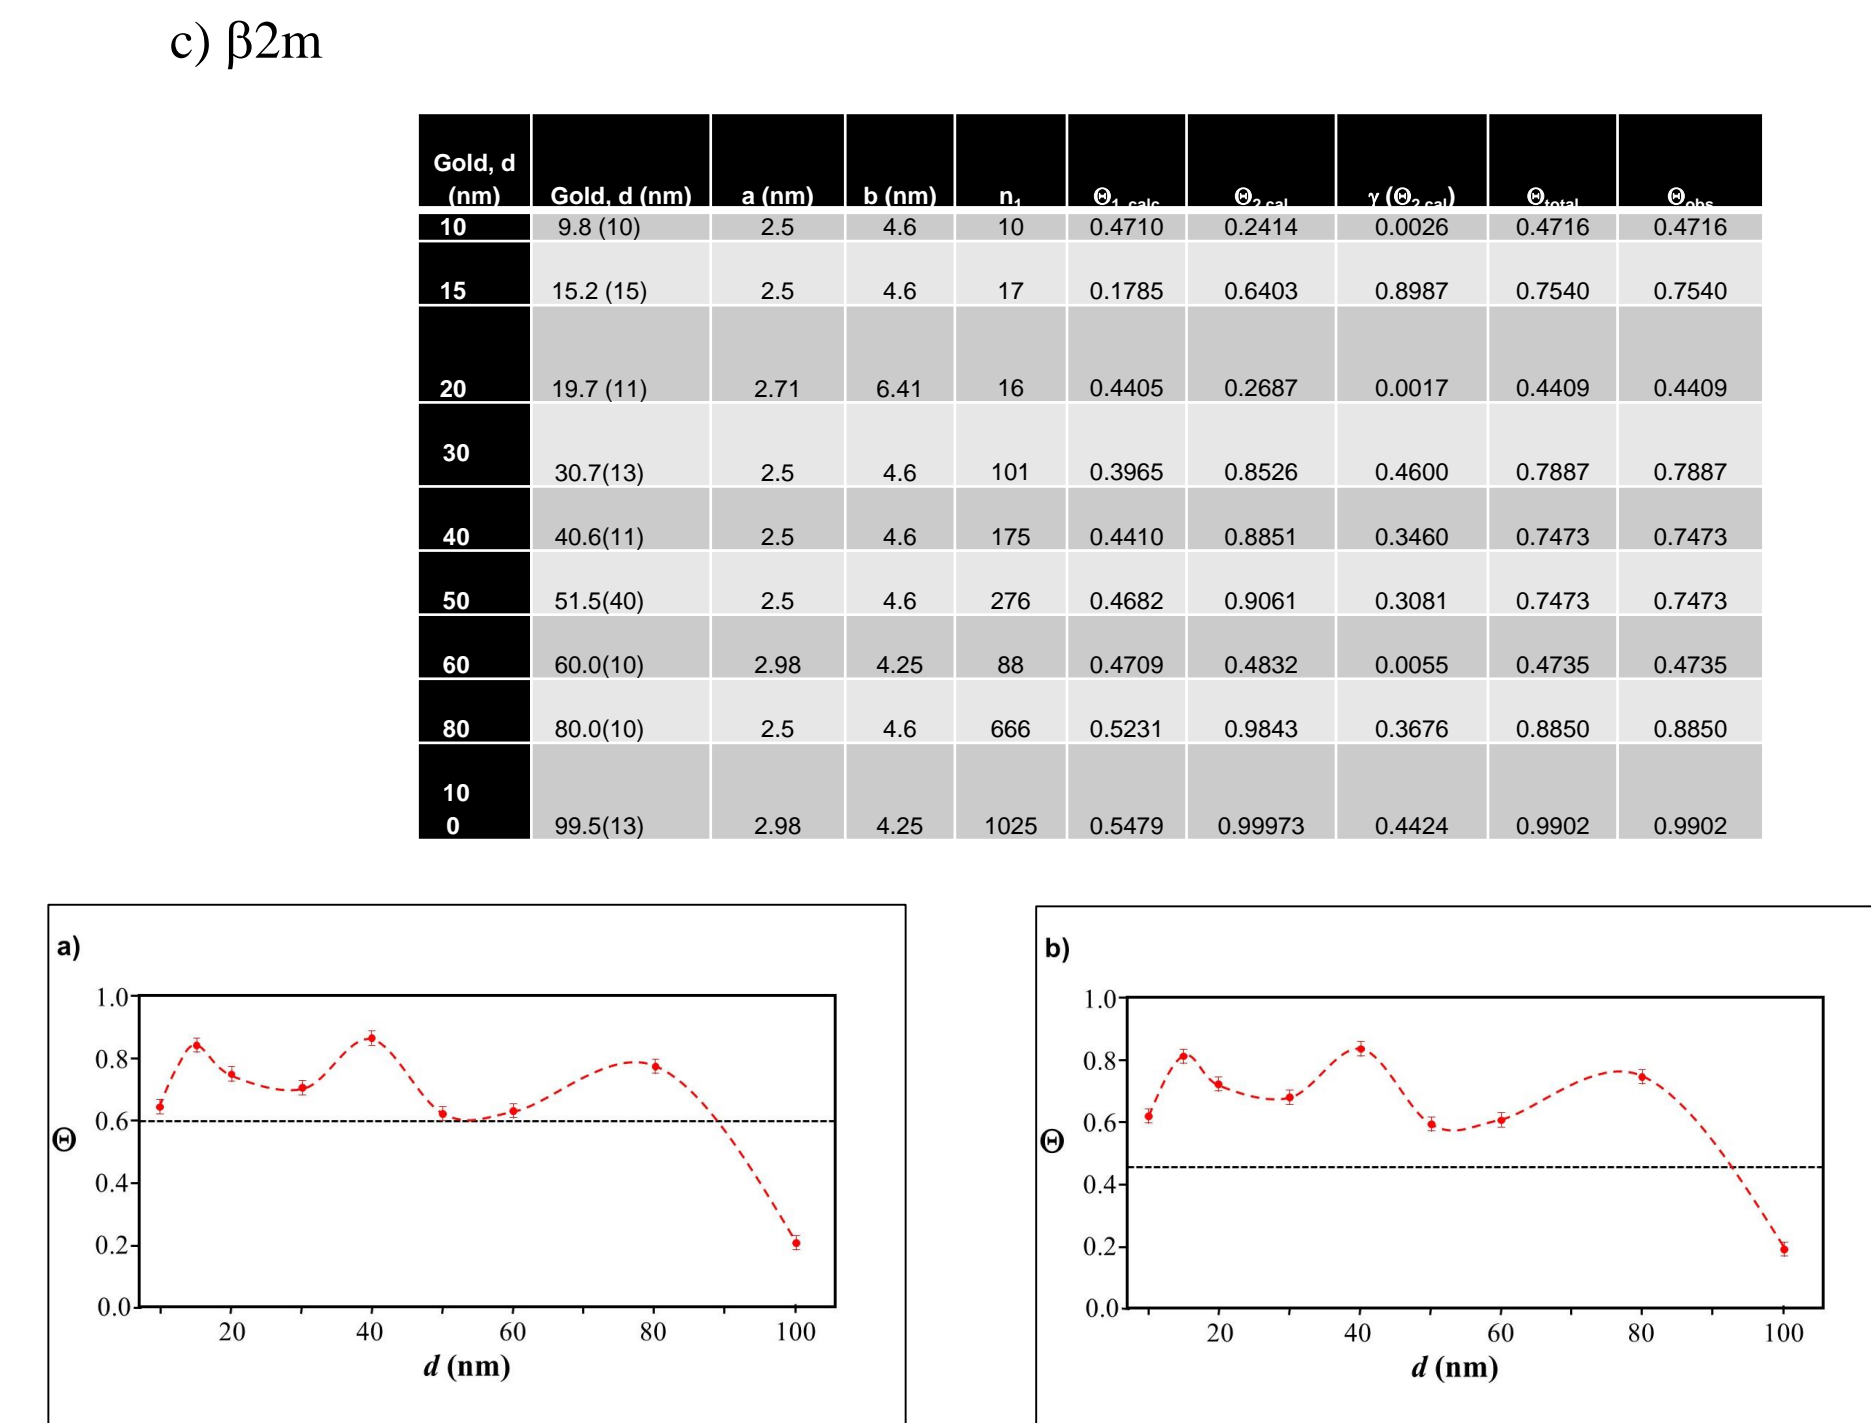 c) β2m
Gold, d (nm) Gold, d (nm) a (nm) b (nm) n₁ Θ₁ calc Θ₂ cal γ (Θ₂ cal) Θtotal Θobs
10 9.8 (10) 2.5 4.6 10 0.4710 0.2414 0.0026 0.4716 0.4716
15 15.2 (15) 2.5 4.6 17 0.1785 0.6403 0.8987 0.7540 0.7540
20 19.7 (11) 2.71 6.41 16 0.4405 0.2687 0.0017 0.4409 0.4409
30 30.7(13) 2.5 4.6 101 0.3965 0.8526 0.4600 0.7887 0.7887
40 40.6(11) 2.5 4.6 175 0.4410 0.8851 0.3460 0.7473 0.7473
50 51.5(40) 2.5 4.6 276 0.4682 0.9061 0.3081 0.7473 0.7473
60 60.0(10) 2.98 4.25 88 0.4709 0.4832 0.0055 0.4735 0.4735
80 80.0(10) 2.5 4.6 666 0.5231 0.9843 0.3676 0.8850 0.8850
100 99.5(13) 2.98 4.25 1025 0.5479 0.99973 0.4424 0.9902 0.9902
a)
1.0
0.8
0.6
Θ
0.4
0.2
0.0
20 40 60 80 100
d (nm)
b)
1.0
0.8
0.6
Θ
0.4
0.2
0.0
20 40 60 80 100
d (nm)